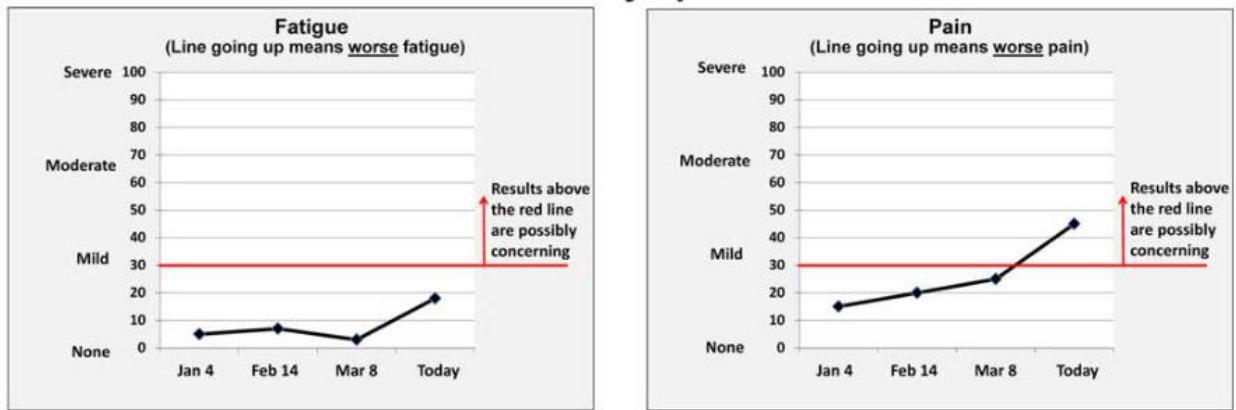 Fatigue
(Line going up means worse fatigue)
Severe 100
90
80
70
Moderate
60
50
40
Mild
30
20
10
None
0
Jan 4 Feb 14 Mar 8 Today
Results above
the red line
are possibly
concerning
Pain
(Line going up means worse pain)
Severe 100
90
80
70
Moderate
60
50
40
Mild
30
20
10
None 0
Jan 4 Feb 14 Mar 8 Today
Results above
the red line
are possibly
concerning